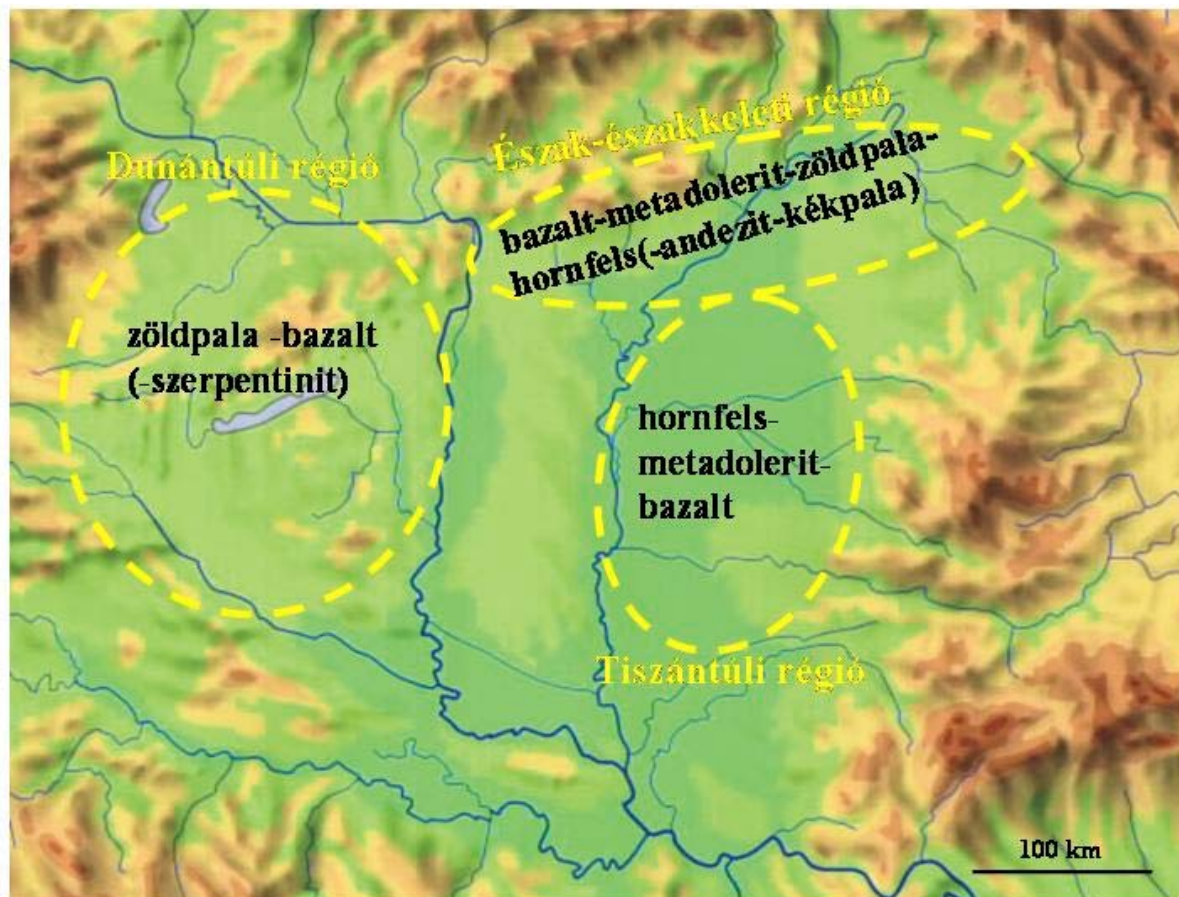 Észak-északkeleti régió
Dunántúli régió
bazalt-metadolerit-zöldpala-
hornfels(-andezit-kékpala)
zöldpala -bazalt
(-szerpentinit)
hornfels-
metadolerit-
bazalt
Tiszántúli régió
100 km